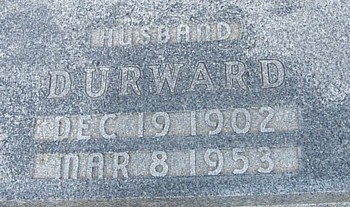 HUSBAND
DURWARD
DEC 19 1902
MAR 8 1953